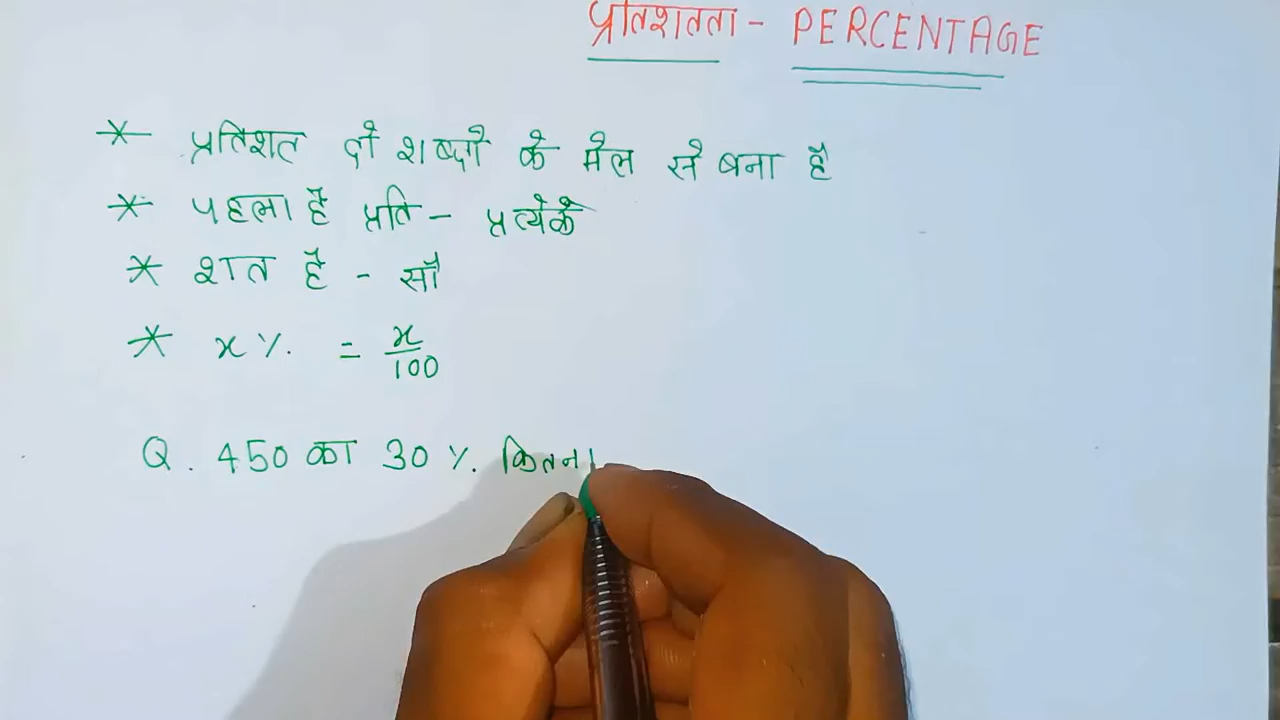 प्रतिशतता - PERCENTAGE
* प्रतिशत दो शब्दों के मेल से बना है
* पहला है प्रति - प्रत्येके
* शत है - सौ
* x % = x/100
Q. 450 का 30 % कितना